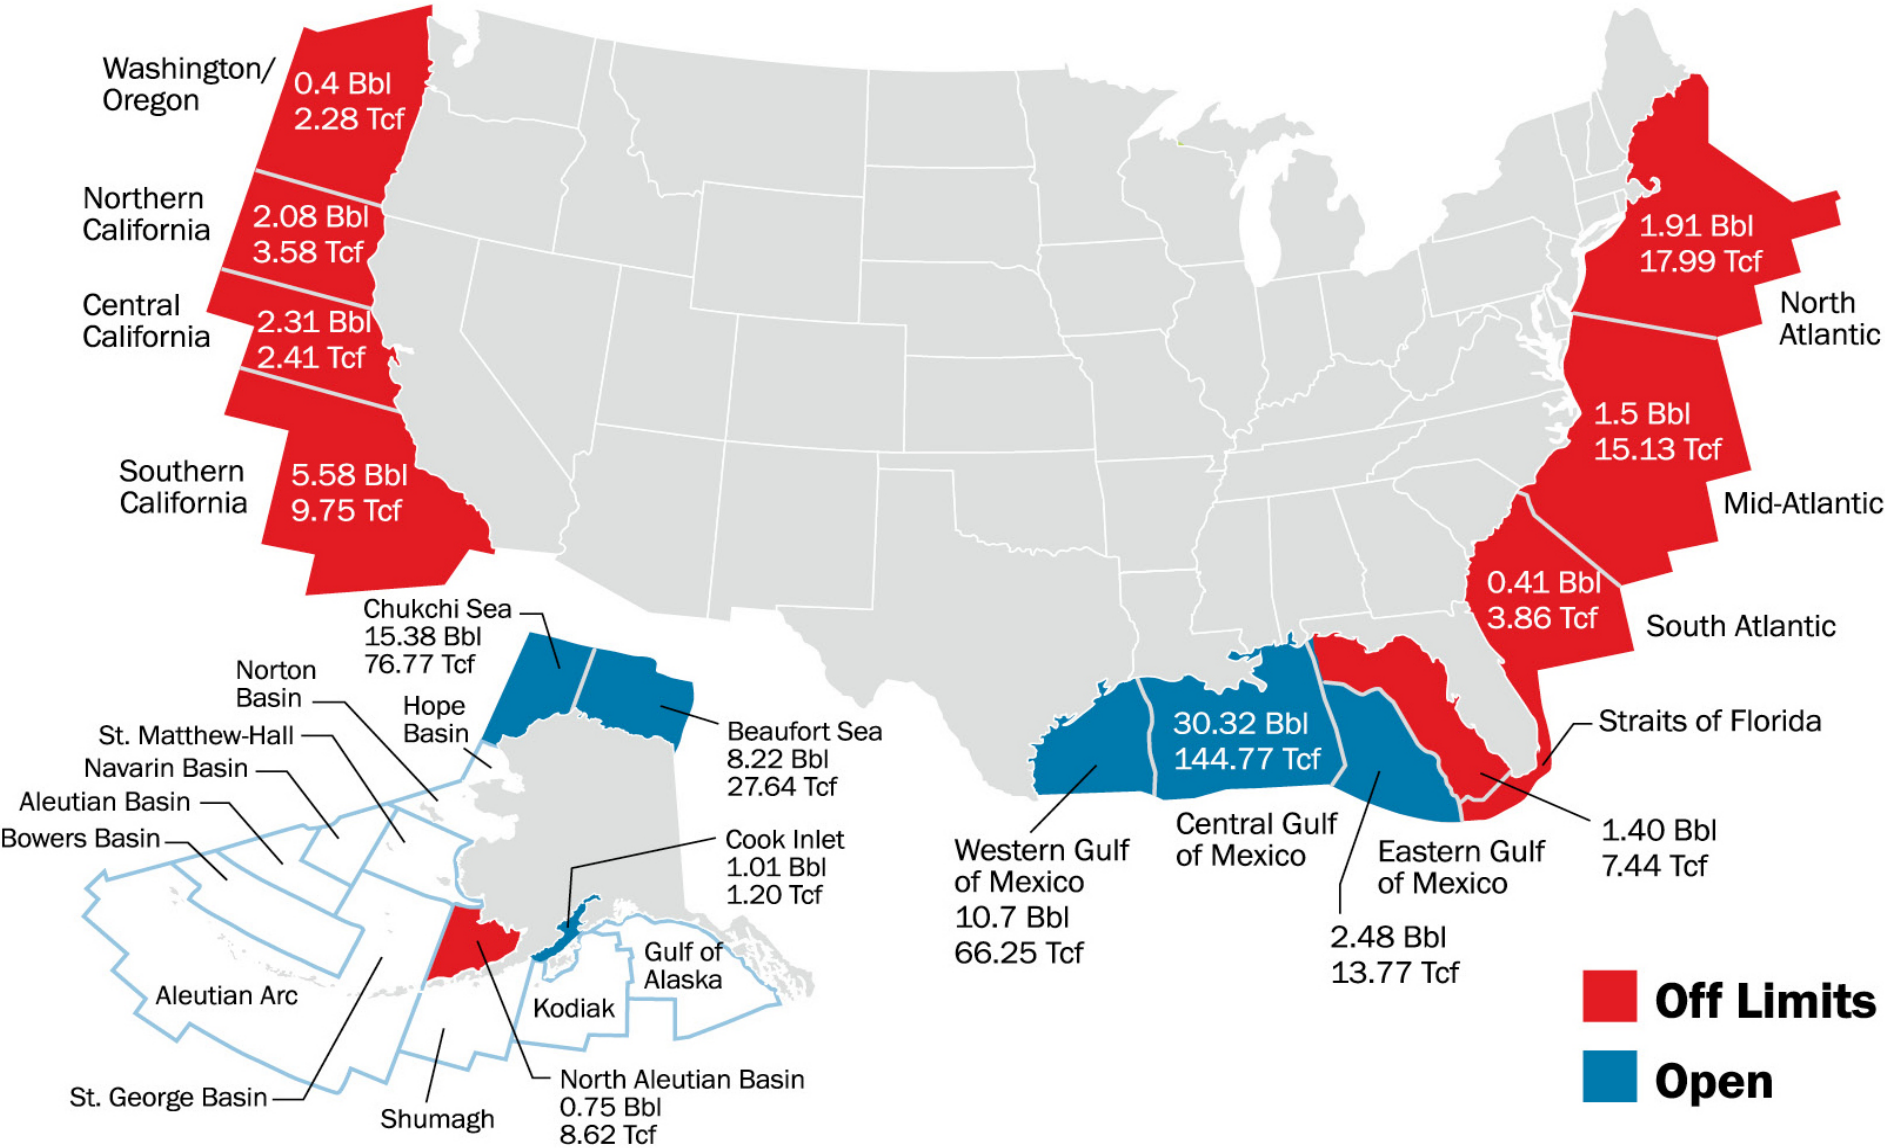 Washington/
Oregon
0.4 Bbl
2.28 Tcf
Northern
California
2.08 Bbl
3.58 Tcf
Central
California
2.31 Bbl
2.41 Tcf
Southern
California
5.58 Bbl
9.75 Tcf
1.91 Bbl
17.99 Tcf
North
Atlantic
1.5 Bbl
15.13 Tcf
Mid-Atlantic
0.41 Bbl
3.86 Tcf
South Atlantic
Straits of Florida
1.40 Bbl
7.44 Tcf
Eastern Gulf
of Mexico
2.48 Bbl
13.77 Tcf
30.32 Bbl
144.77 Tcf
Central Gulf
of Mexico
Western Gulf
of Mexico
10.7 Bbl
66.25 Tcf
Chukchi Sea
15.38 Bbl
76.77 Tcf
Beaufort Sea
8.22 Bbl
27.64 Tcf
Norton
Basin
Hope
Basin
St. Matthew-Hall
Navarin Basin
Aleutian Basin
Bowers Basin
Cook Inlet
1.01 Bbl
1.20 Tcf
Gulf of
Alaska
Kodiak
Aleutian Arc
St. George Basin
Shumagh
North Aleutian Basin
0.75 Bbl
8.62 Tcf
Off Limits
Open